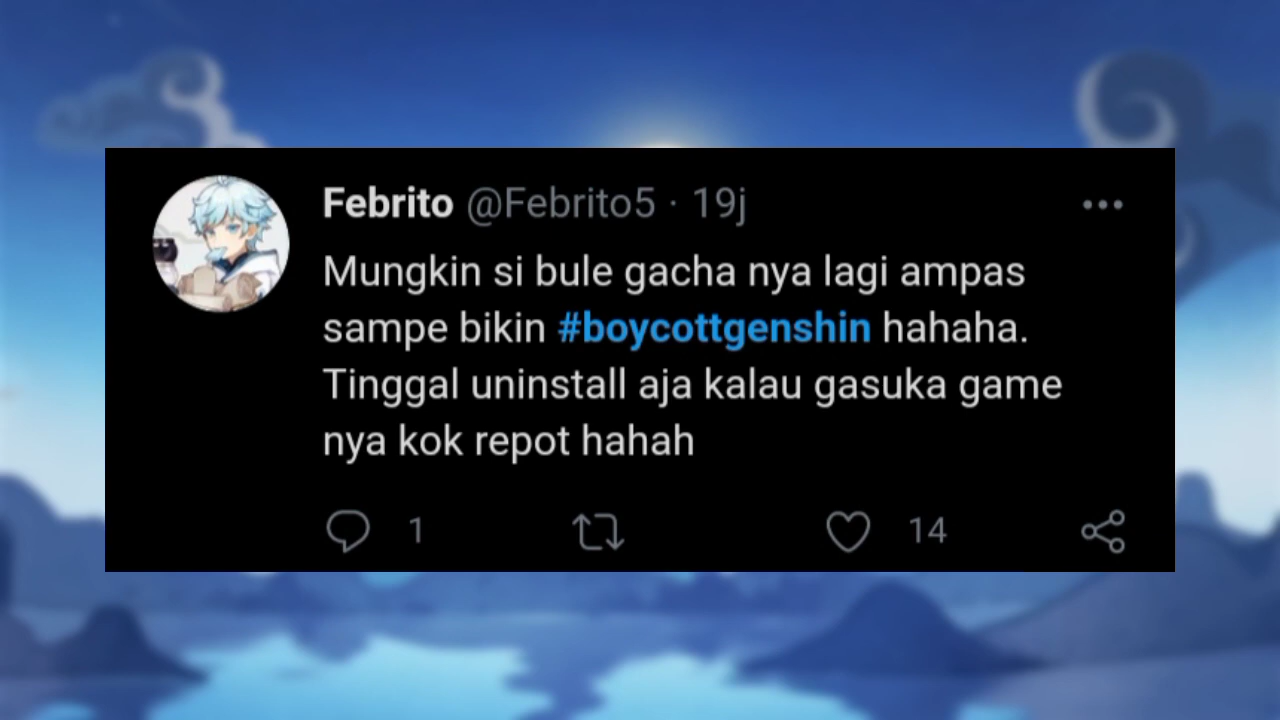 Febrito @Febrito5 · 19j
Mungkin si bule gacha nya lagi ampas
sampe bikin #boycottgenshin hahaha.
Tinggal uninstall aja kalau gasuka game
nya kok repot hahah
1 14